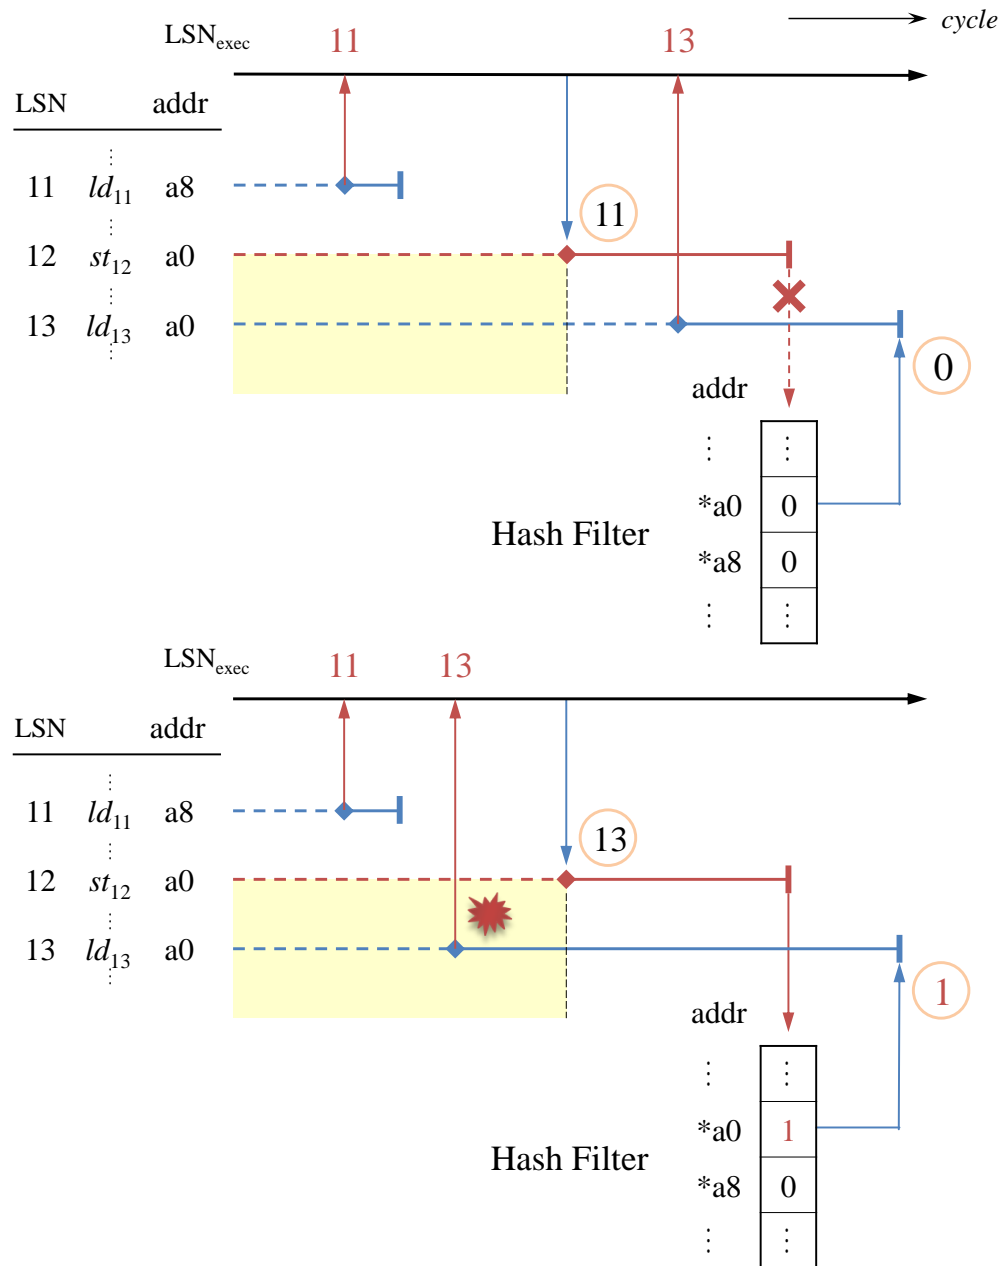 cycle
LSNexec 11 13
LSN addr
⋮
11 ld11 a8
⋮
11
12 st12 a0
⋮
13 ld13 a0
⋮
0
addr
⋮ ⋮
*a0 0
Hash Filter
*a8 0
⋮ ⋮
LSNexec 11 13
LSN addr
⋮
11 ld11 a8
⋮
13
12 st12 a0
⋮
13 ld13 a0
⋮
1
addr
⋮ ⋮
*a0 1
Hash Filter
*a8 0
⋮ ⋮